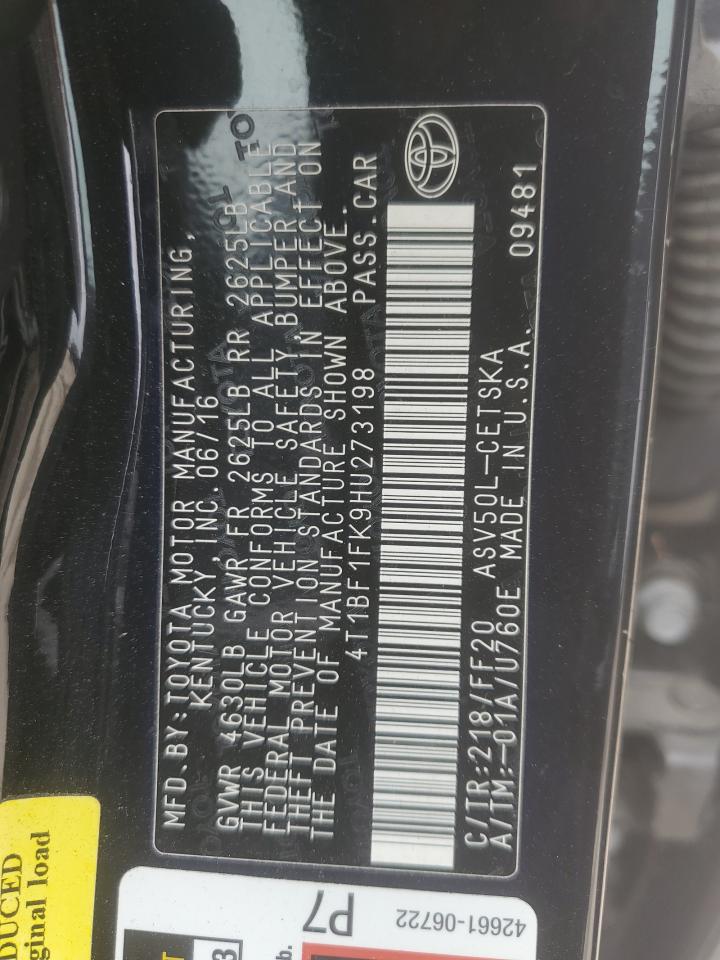 MFD.BY:TOYOTA MOTOR MANUFACTURING,
KENTUCKY, INC. 06/16
GVWR 4630LB GAWR FR 2625LB RR 2625LB
THIS VEHICLE CONFORMS TO ALL APPLICABLE
FEDERAL MOTOR VEHICLE SAFETY,BUMPER AND
THEFT PREVENTION STANDARDS IN EFFECT ON
THE DATE OF MANUFACTURE SHOWN ABOVE.
4T1BF1FK9HU273198 PASS.CAR
C/TR:218/FF20 ASV50L-CETSKA
A/TM:-01A/U760E MADE IN U.S.A. 09481
DUCED
ginal load
P7
42661-06722